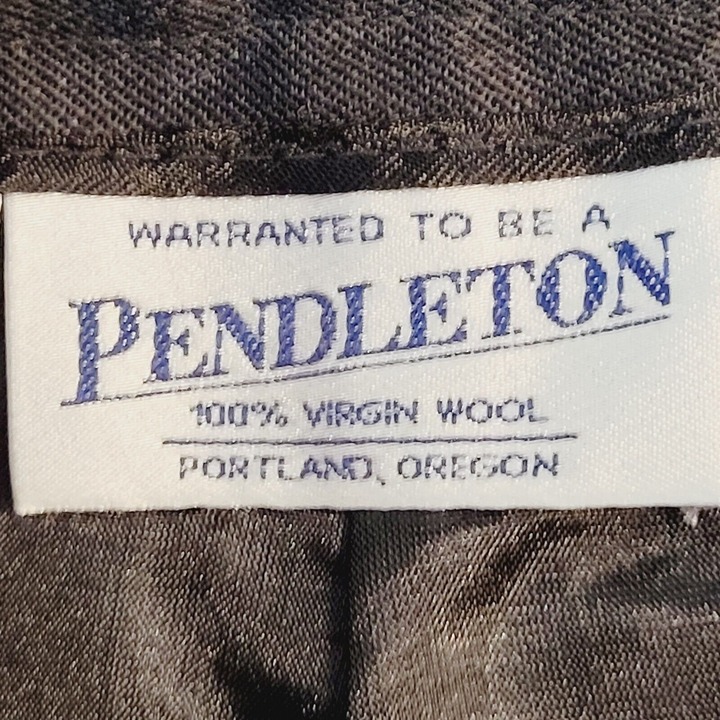 WARRANTED TO BE A
PENDLETON
100% VIRGIN WOOL
PORTLAND, OREGON